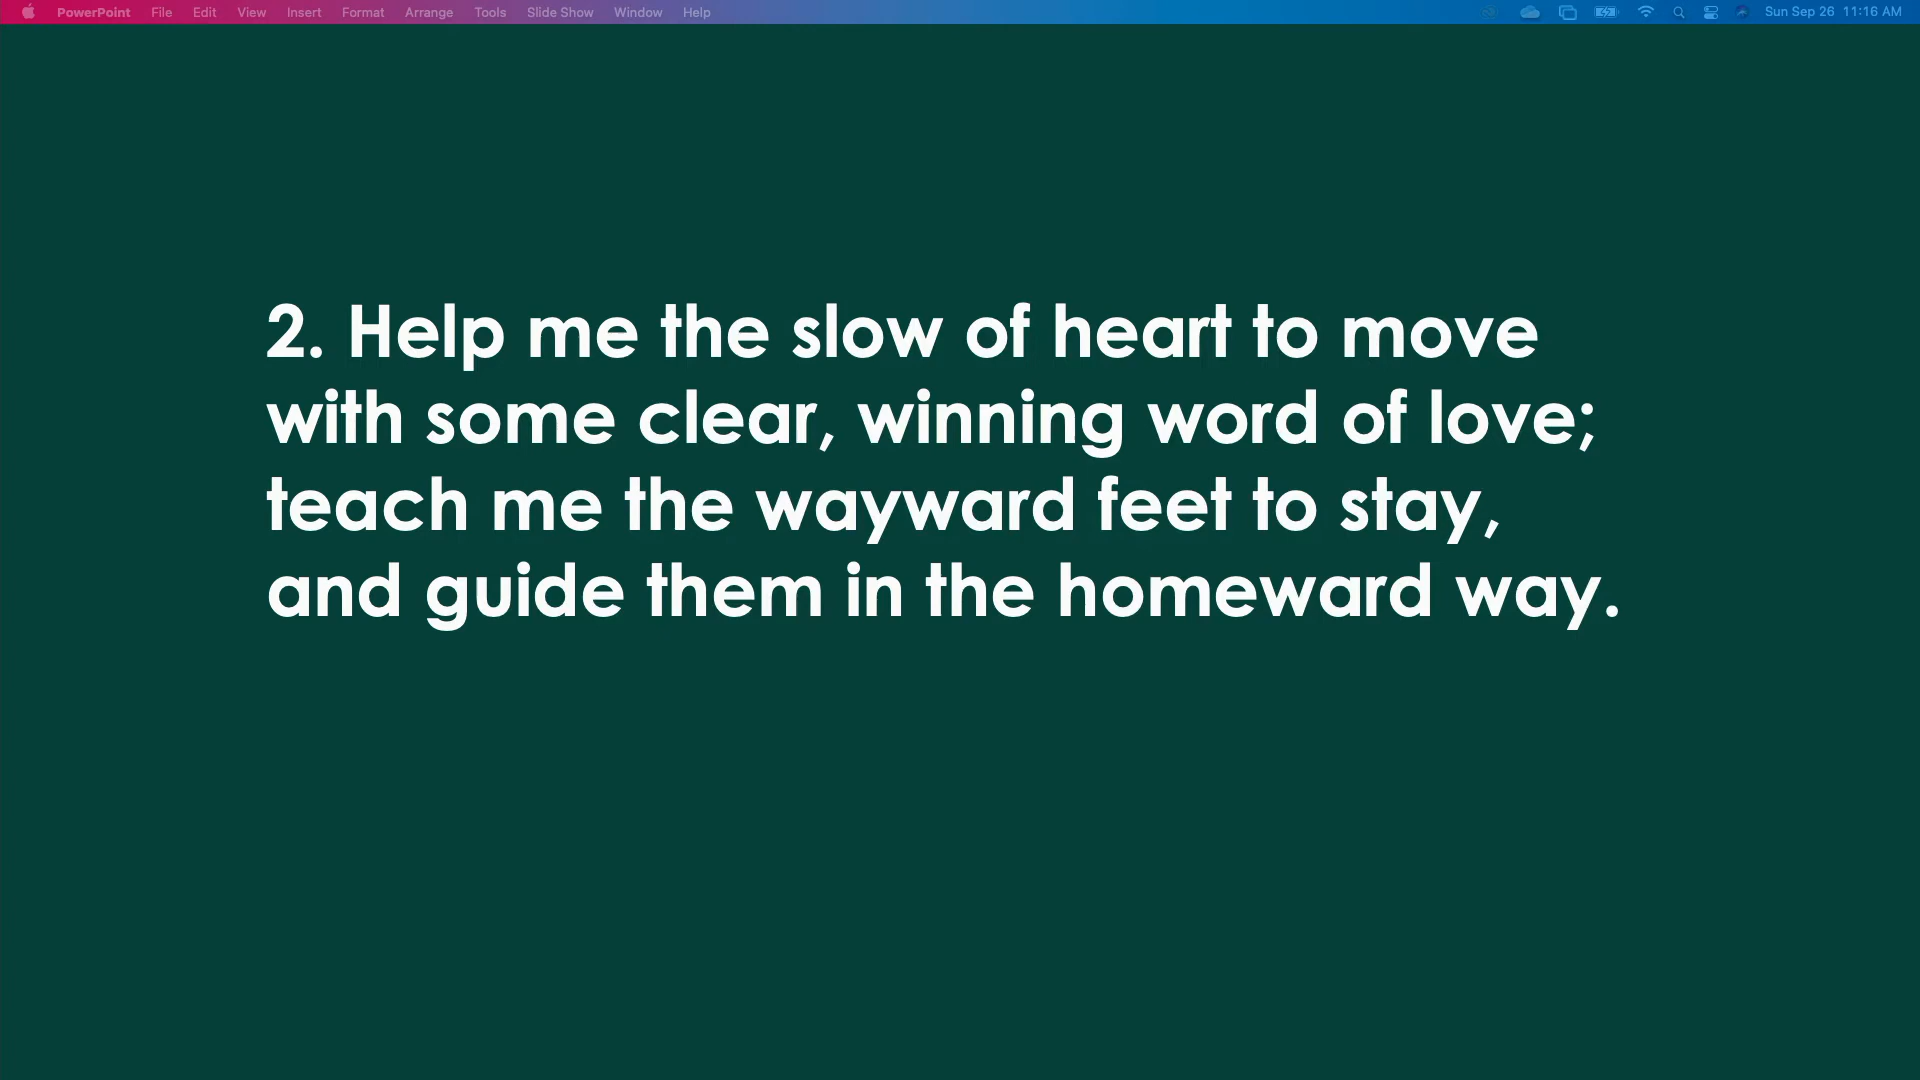 PowerPoint File Edit View Insert Format Arrange Tools Slide Show Window Help Sun Sep 26 11:16 AM
2. Help me the slow of heart to move
with some clear, winning word of love;
teach me the wayward feet to stay,
and guide them in the homeward way.